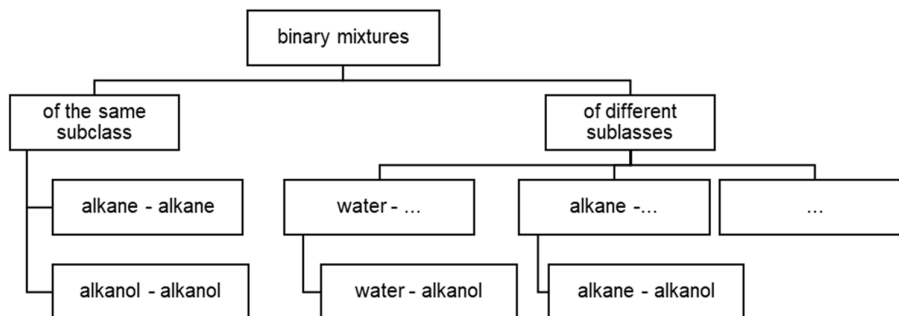 binary mixtures
of the same
subclass
of different
sublasses
alkane - alkane
water - ...
alkane -...
...
alkanol - alkanol
water - alkanol
alkane - alkanol